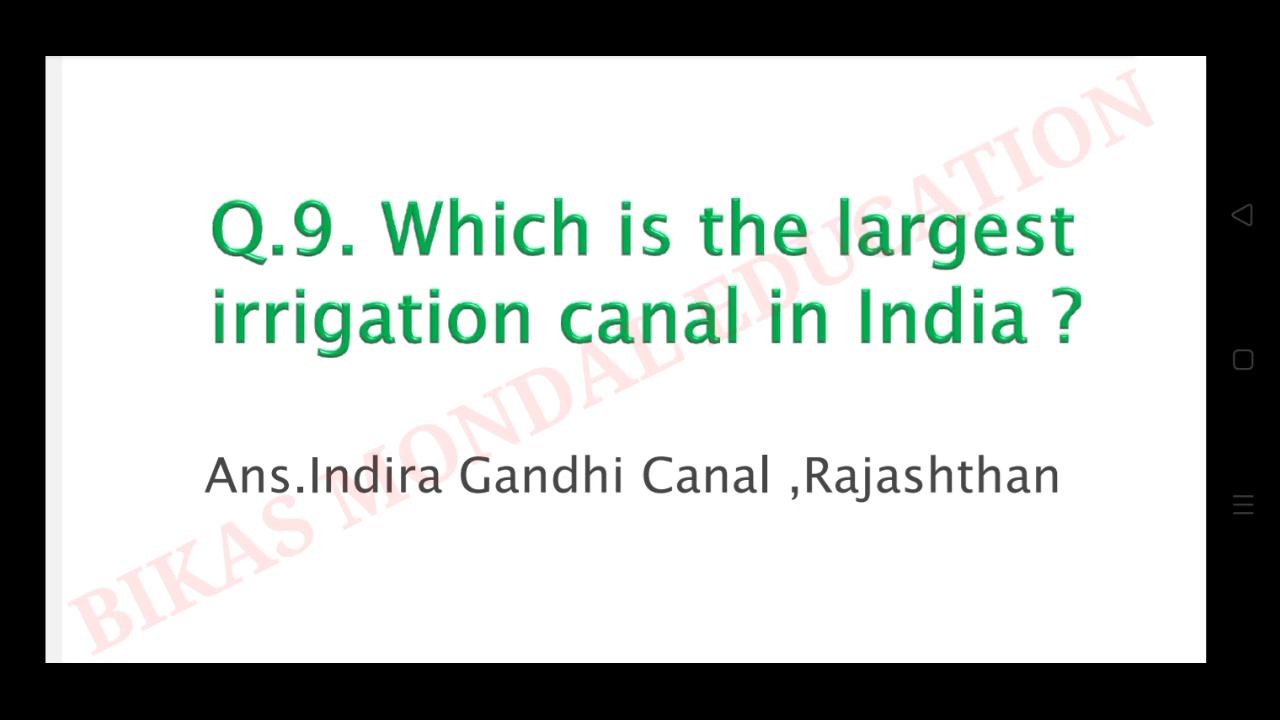 Q.9. Which is the largest
irrigation canal in India ?
Ans.Indira Gandhi Canal ,Rajashthan
BIKAS MONDAL EDUCATION